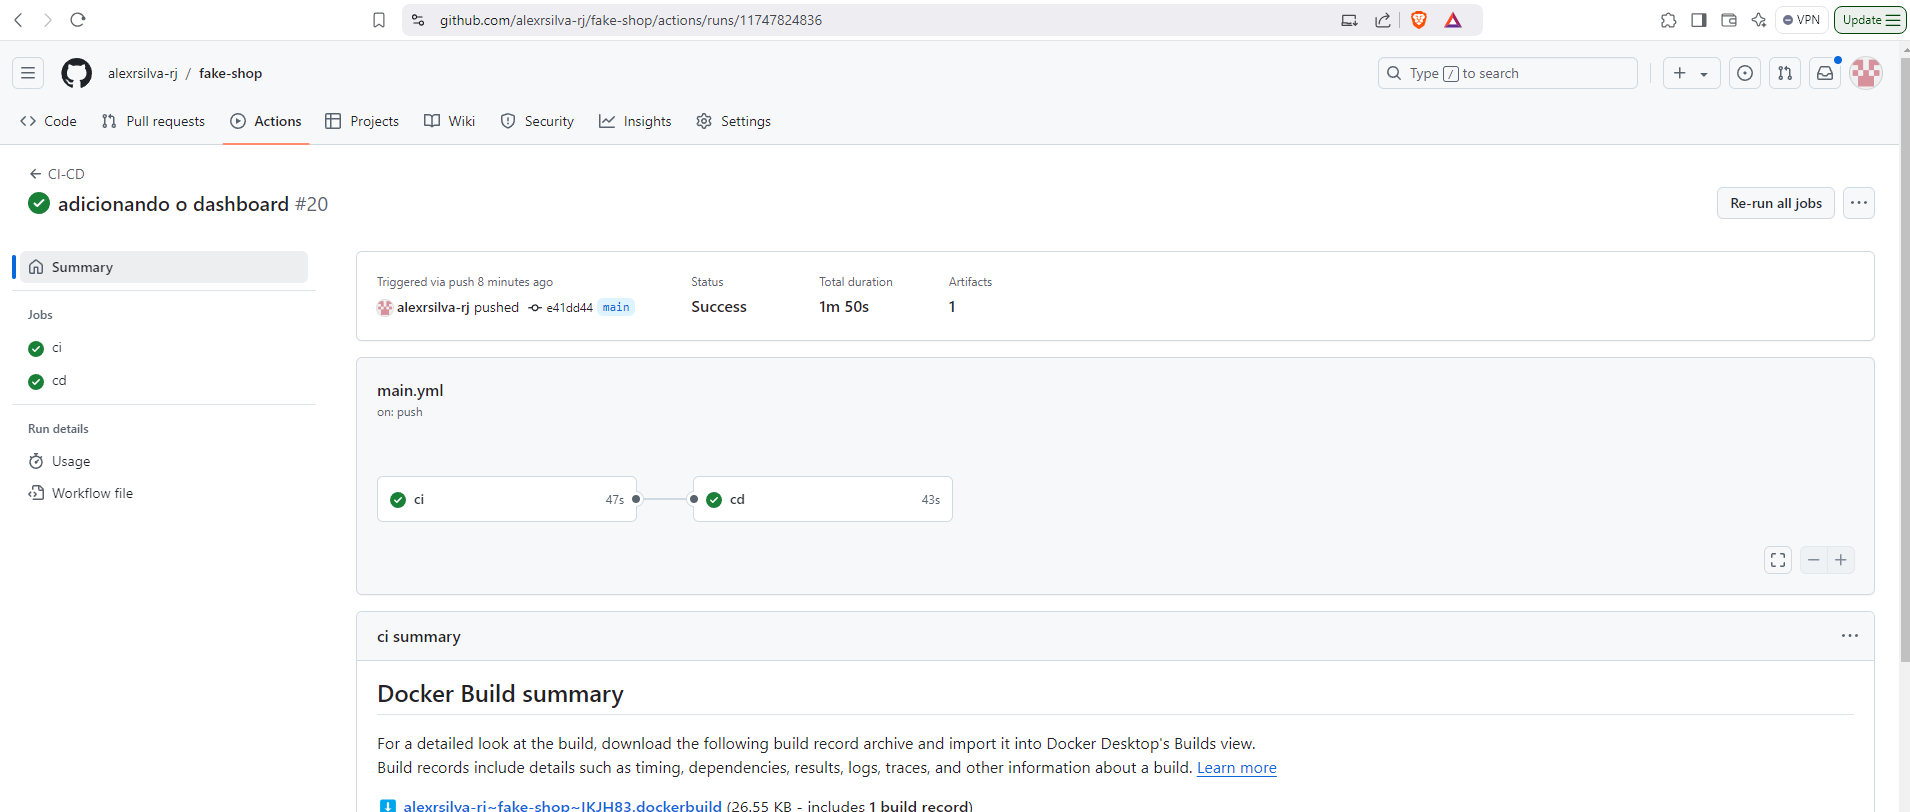 github.com/alexrsilva-rj/fake-shop/actions/runs/11747824836
VPN
Update
alexrsilva-rj / fake-shop
Type / to search
Code
Pull requests
Actions
Projects
Wiki
Security
Insights
Settings
CI-CD
adicionando o dashboard #20
Re-run all jobs
Summary
Jobs
ci
cd
Run details
Usage
Workflow file
Triggered via push 8 minutes ago
alexrsilva-rj pushed e41dd44 main
Status
Success
Total duration
1m 50s
Artifacts
1
main.yml
on: push
ci 47s
cd 43s
ci summary
Docker Build summary
For a detailed look at the build, download the following build record archive and import it into Docker Desktop's Builds view.
Build records include details such as timing, dependencies, results, logs, traces, and other information about a build. Learn more
alexrsilva-rj~fake-shop~IKJH83.dockerbuild (26.55 KB - includes 1 build record)